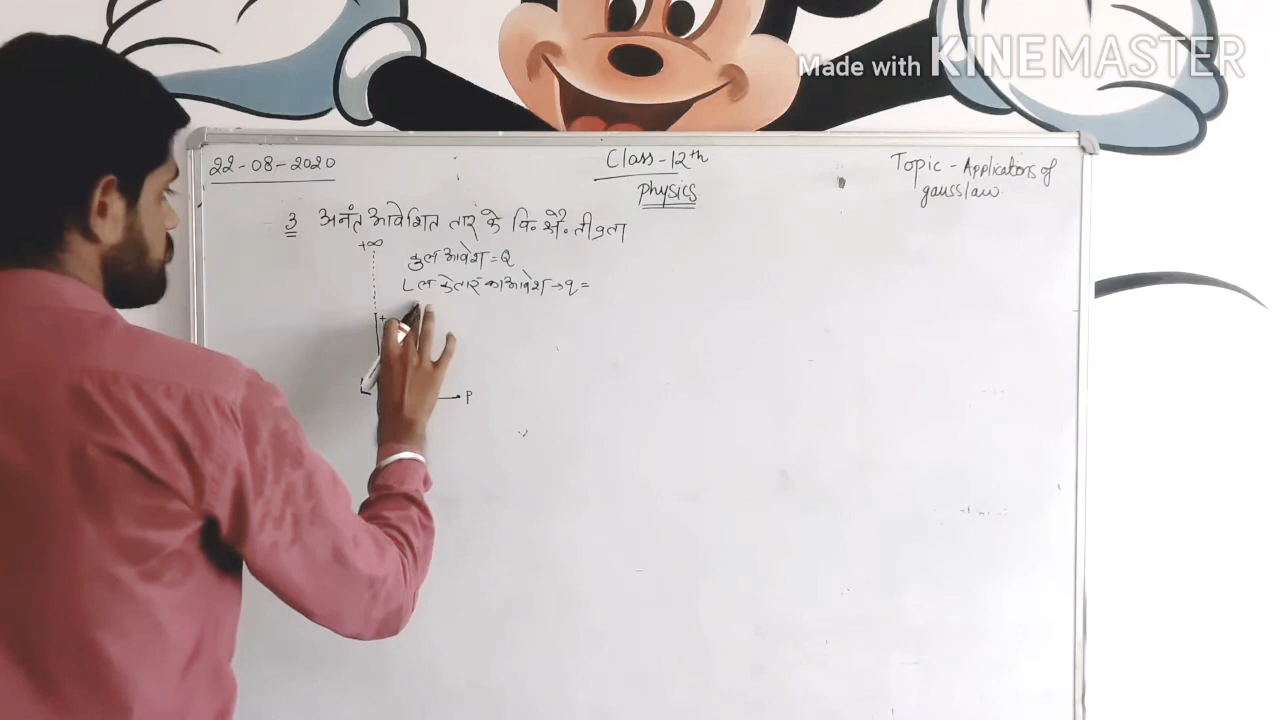 Made with KINEMASTER
22-08-2020
Class-12th
Physics
Topic - Applications of
gauss law
3 अनंत आवेशित तार के वि॰ क्षे॰ तीव्रता
+∞
कुल आवेश = Q
L ल॰ के तार का आवेश → q =
+
L
P